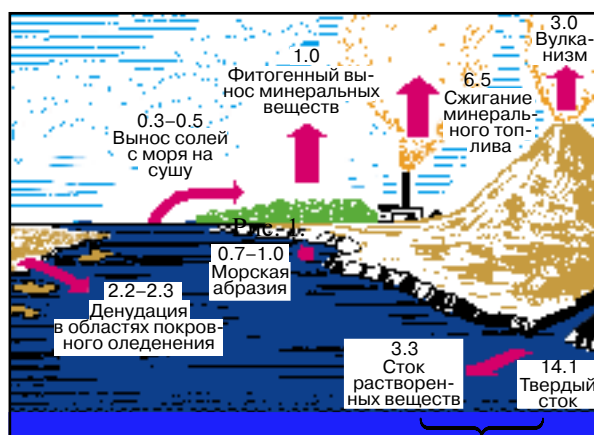 3.0
Вулка-
низм
1.0
Фитогенный вы-
нос минеральных
веществ
6.5
Сжигание
минераль-
ного топ-
лива
0.3–0.5
Вынос солей
с моря на
сушу
Рис. 1.
0.7–1.0
Морская
абразия
2.2–2.3
Денудация
в областях покров-
ного оледенения
3.3
Сток
растворен-
ных веществ
14.1
Твердый
сток